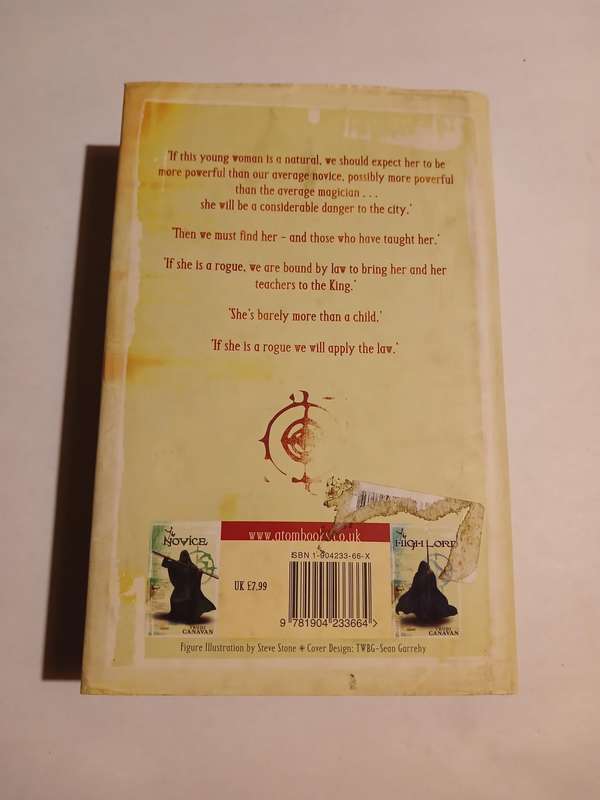 'If this young woman is a natural, we should expect her to be
more powerful than our average novice, possibly more powerful
than the average magician . . .
she will be a considerable danger to the city.'
'Then we must find her – and those who have taught her.'
'If she is a rogue, we are bound by law to bring her and her
teachers to the King.'
'She's barely more than a child.'
'If she is a rogue we will apply the law.'
www.atombooks.co.uk
The
NOVICE
TRUDI
CANAVAN
UK £7.99
ISBN 1-904233-66-X
9 781904 233664 >
The
HIGH LORD
TRUDI
CANAVAN
Figure Illustration by Steve Stone ✷ Cover Design: TWBG–Sean Garrehy